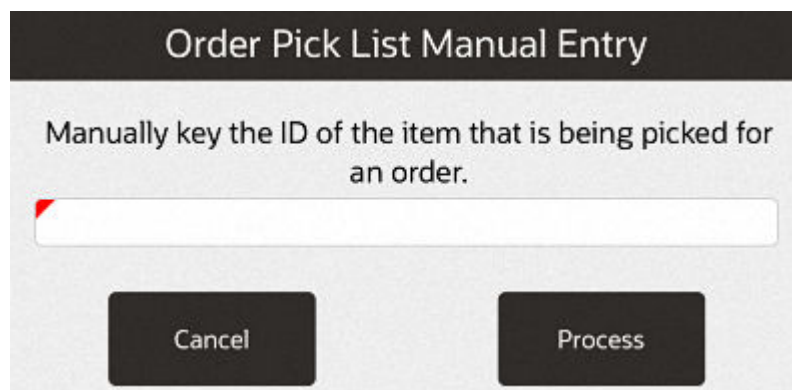 Order Pick List Manual Entry
Manually key the ID of the item that is being picked for
an order.
Cancel
Process